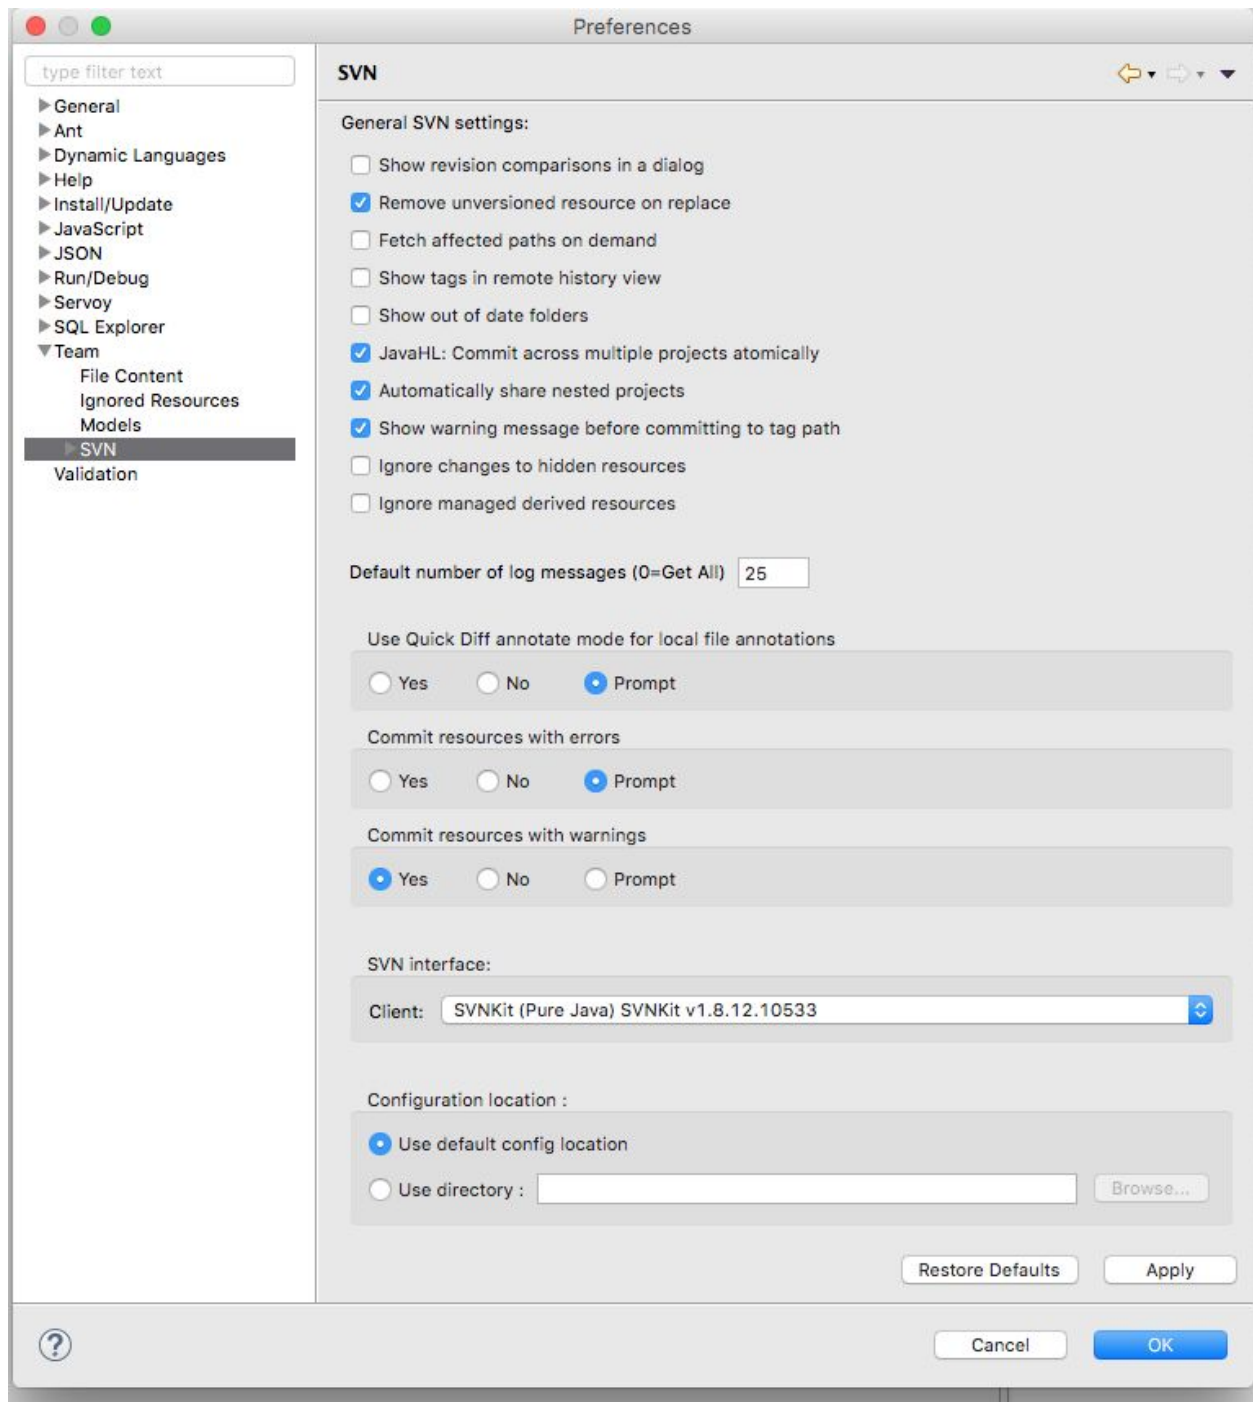 Preferences
type filter text
General
Ant
Dynamic Languages
Help
Install/Update
JavaScript
JSON
Run/Debug
Servoy
SQL Explorer
Team
File Content
Ignored Resources
Models
SVN
Validation
SVN
General SVN settings:
Show revision comparisons in a dialog
Remove unversioned resource on replace
Fetch affected paths on demand
Show tags in remote history view
Show out of date folders
JavaHL: Commit across multiple projects atomically
Automatically share nested projects
Show warning message before committing to tag path
Ignore changes to hidden resources
Ignore managed derived resources
Default number of log messages (0=Get All) 25
Use Quick Diff annotate mode for local file annotations
Yes No Prompt
Commit resources with errors
Yes No Prompt
Commit resources with warnings
Yes No Prompt
SVN interface:
Client: SVNKit (Pure Java) SVNKit v1.8.12.10533
Configuration location :
Use default config location
Use directory : Browse...
Restore Defaults Apply
? Cancel OK